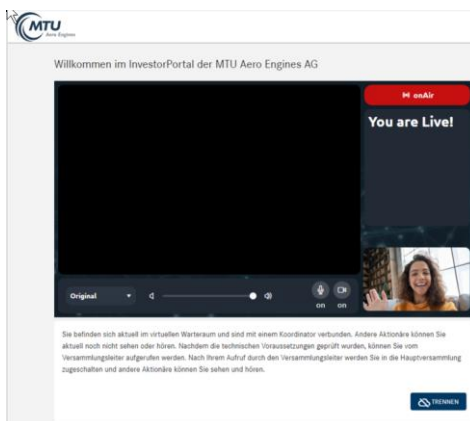 MTU
Aero Engines
Willkommen im InvestorPortal der MTU Aero Engines AG
onAir
You are Live!
Original
on on
Sie befinden sich aktuell im virtuellen Warteraum und sind mit einem Koordinator verbunden. Andere Aktionäre können Sie
aktuell noch nicht sehen oder hören. Nachdem die technischen Voraussetzungen geprüft wurden, können Sie vom
Versammlungsleiter aufgerufen werden. Nach Ihrem Aufruf durch den Versammlungsleiter werden Sie in die Hauptversammlung
zugeschalten und andere Aktionäre können Sie sehen und hören.
TRENNEN